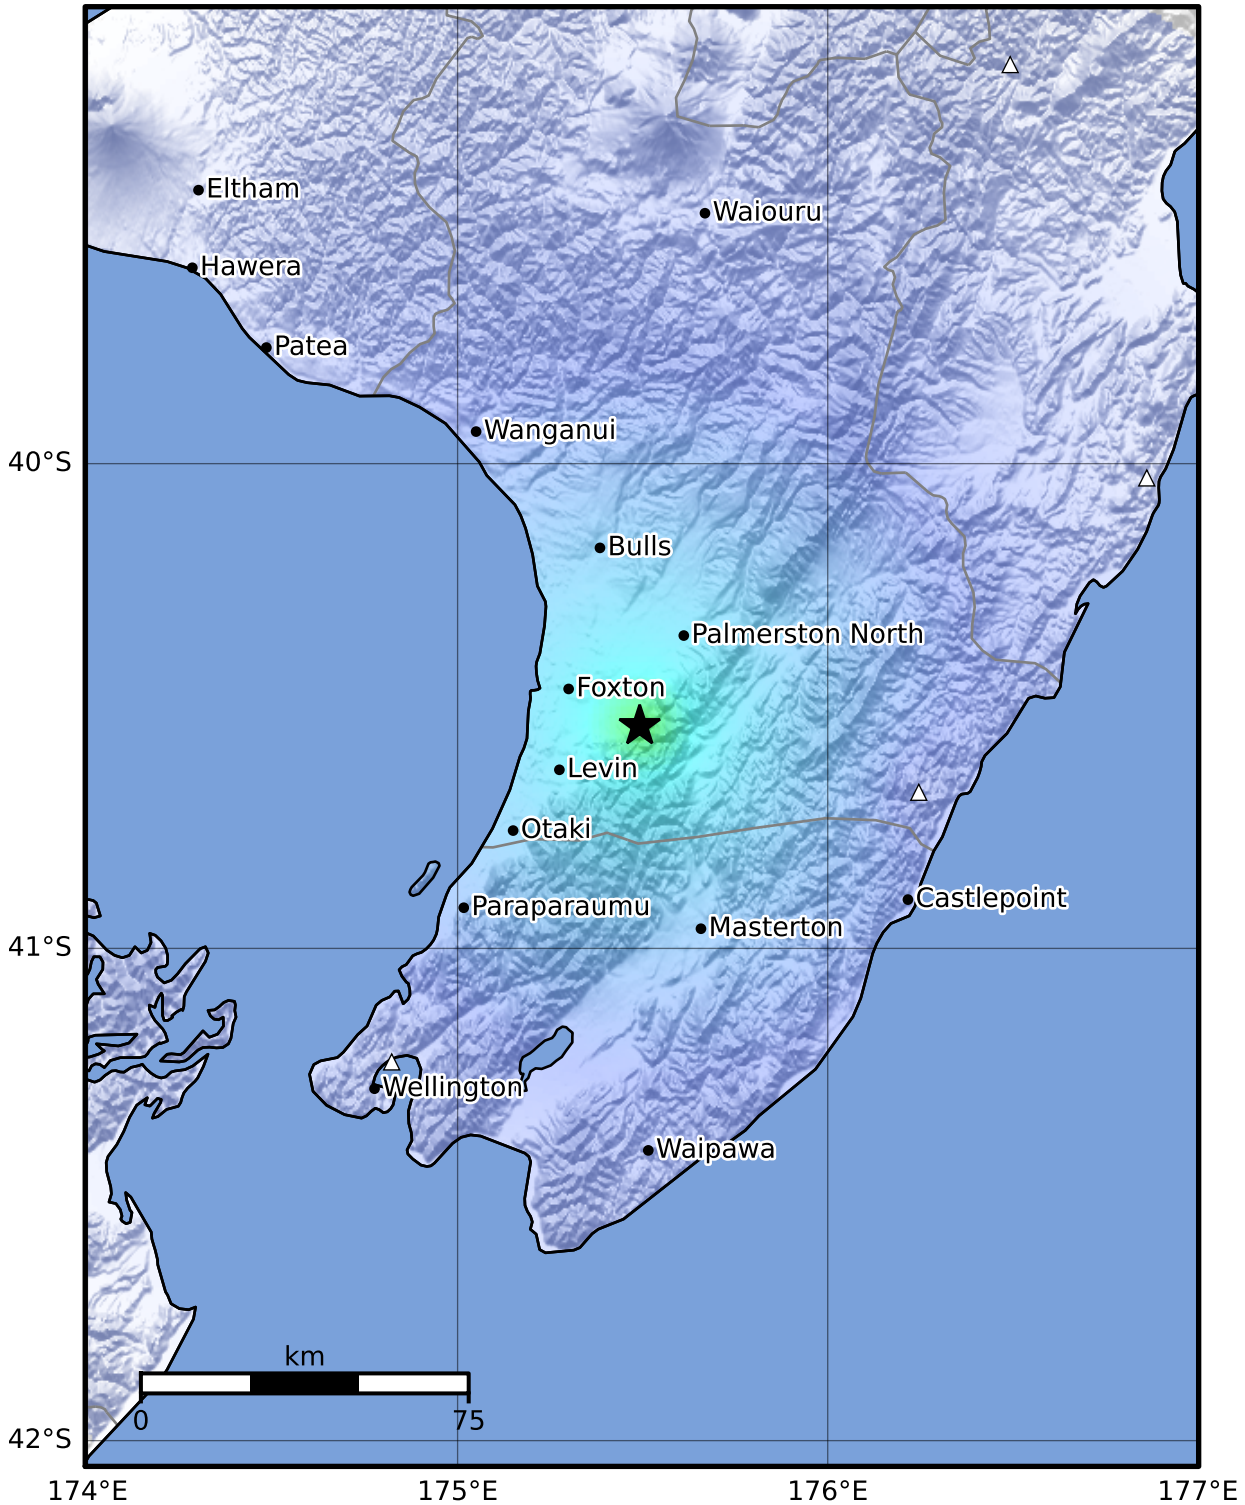 Eltham
Waiouru
Hawera
Patea
Wanganui
40°S
Bulls
Palmerston North
Foxton
Levin
Otaki
Castlepoint
Paraparaumu
Masterton
41°S
Wellington
Waipawa
km
0 75
42°S
174°E 175°E 176°E 177°E